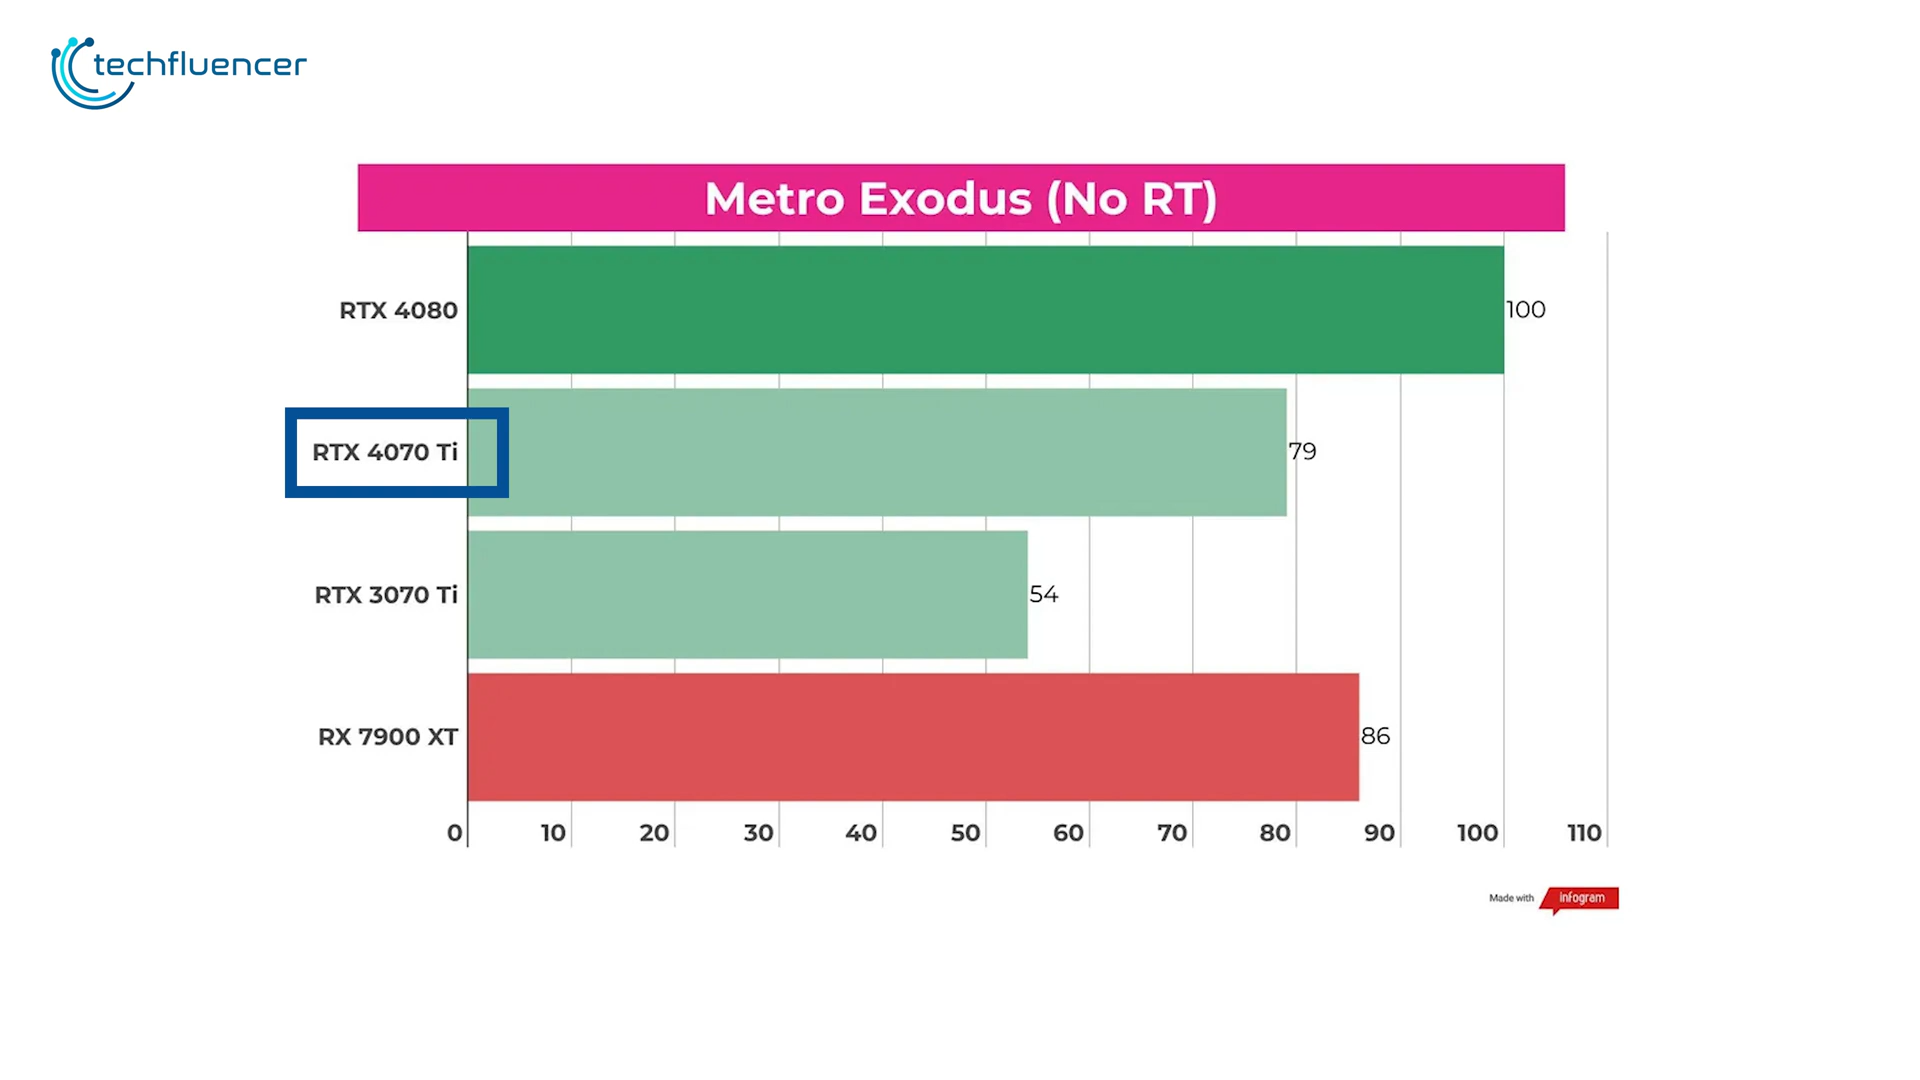 techfluencer
Metro Exodus (No RT)
RTX 4080
100
RTX 4070 Ti
79
RTX 3070 Ti
54
RX 7900 XT
86
0 10 20 30 40 50 60 70 80 90 100 110
Made with infogram